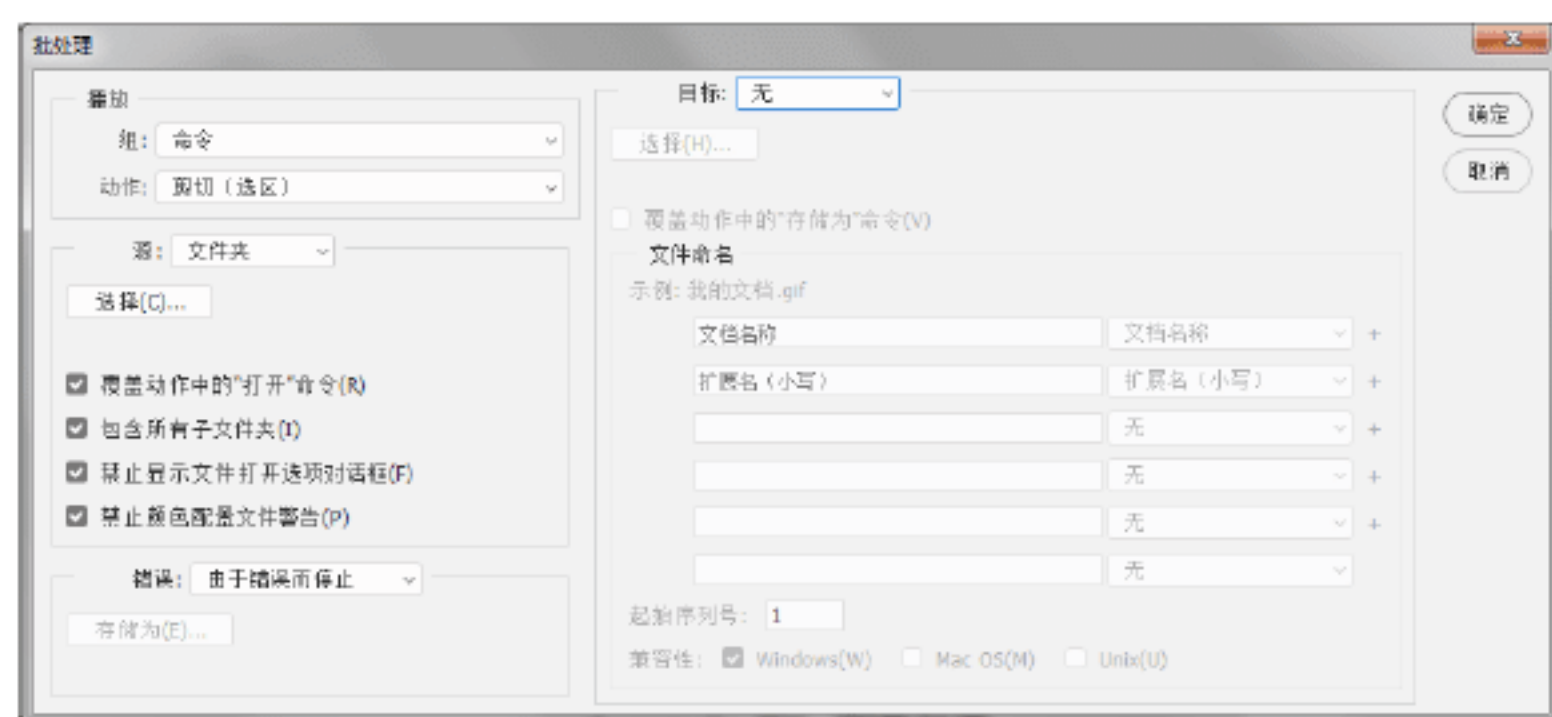 批处理
播放
组: 命令
动作: 剪切（选区）
源: 文件夹
选择(C)...
覆盖动作中的"打开"命令(R)
包含所有子文件夹(I)
禁止显示文件打开选项对话框(F)
禁止颜色配置文件警告(P)
错误: 由于错误而停止
存储为(E)...
目标: 无
选择(H)...
覆盖动作中的"存储为"命令(V)
文件命名
示例: 我的文档.gif
文档名称 文档名称 +
扩展名（小写） 扩展名（小写） +
无 +
无 +
无 +
无
起始序列号: 1
兼容性: Windows(W) Mac OS(M) Unix(U)
确定
取消